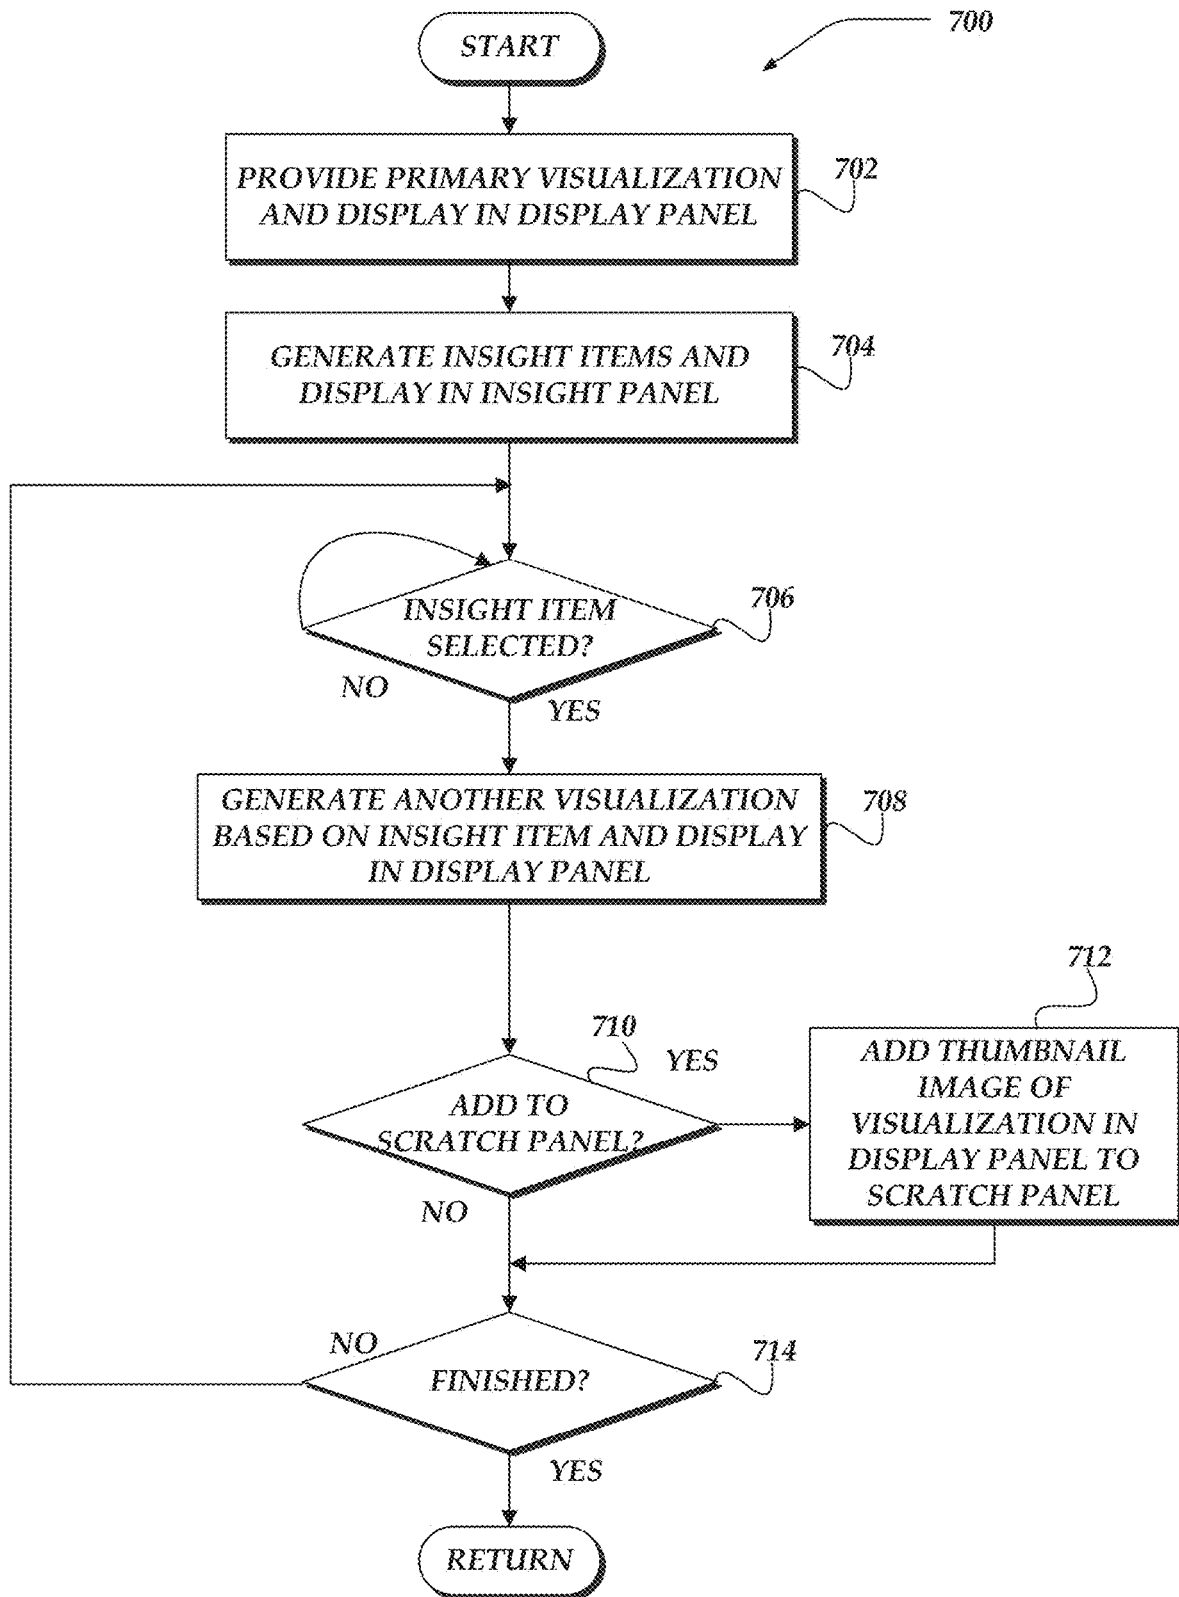 START
700
PROVIDE PRIMARY VISUALIZATION
AND DISPLAY IN DISPLAY PANEL
702
GENERATE INSIGHT ITEMS AND
DISPLAY IN INSIGHT PANEL
704
INSIGHT ITEM
SELECTED?
706
NO
YES
GENERATE ANOTHER VISUALIZATION
BASED ON INSIGHT ITEM AND DISPLAY
IN DISPLAY PANEL
708
710
YES
ADD TO
SCRATCH PANEL?
NO
712
ADD THUMBNAIL
IMAGE OF
VISUALIZATION IN
DISPLAY PANEL TO
SCRATCH PANEL
NO
FINISHED?
714
YES
RETURN